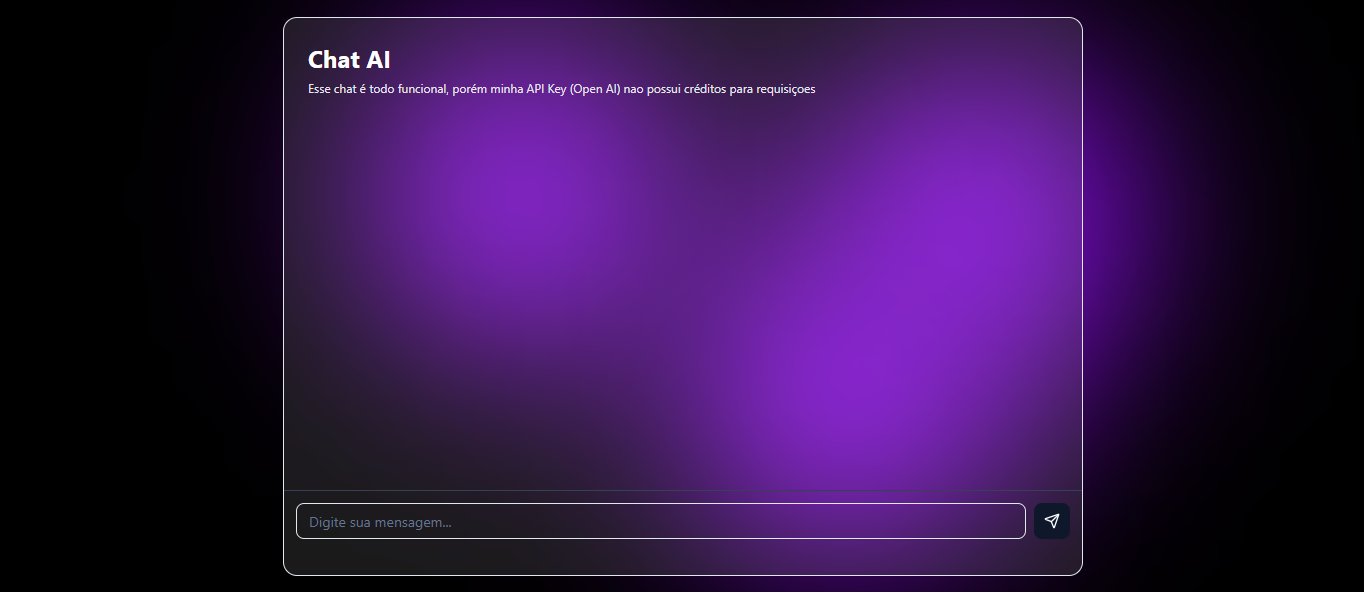 Chat AI
Esse chat é todo funcional, porém minha API Key (Open AI) nao possui créditos para requisiçoes
Digite sua mensagem...